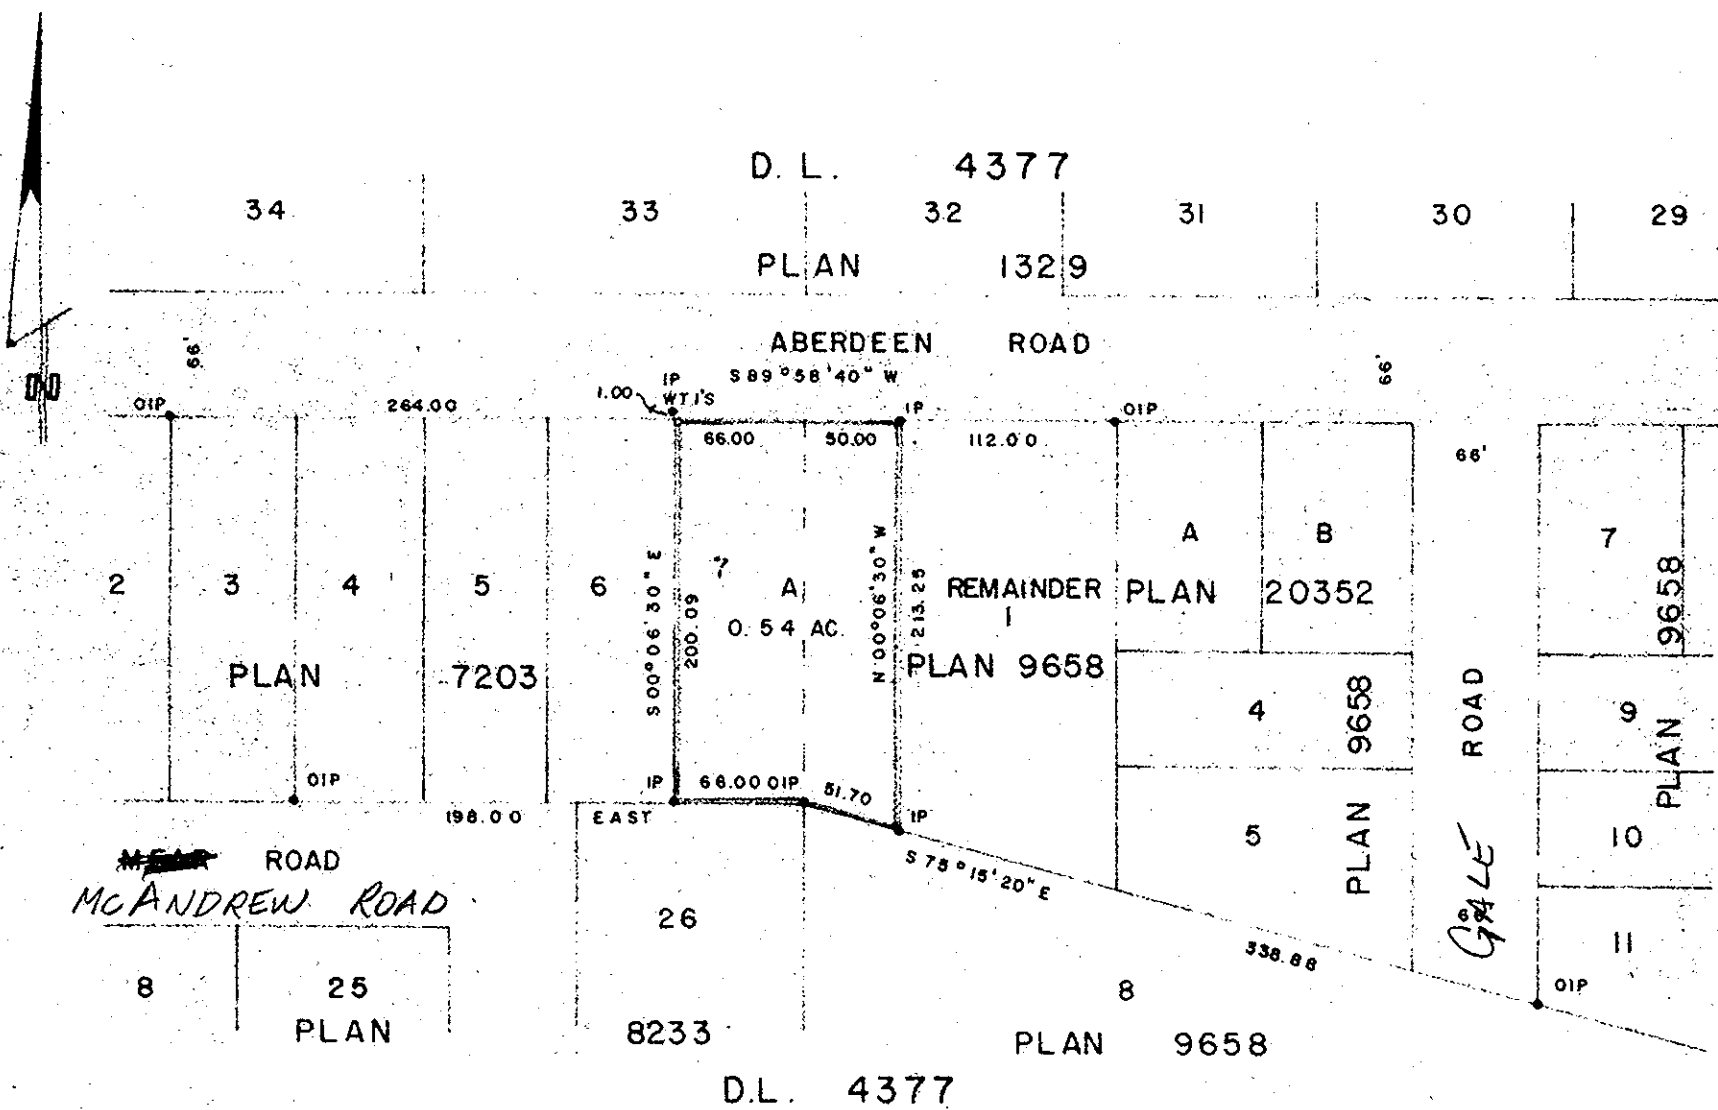 D. L. 4377
34 33 32 31 30 29
PLAN 1329
ABERDEEN ROAD
66'
66'
S 89°58'40" W
N
1.00
IP
WT. 1'S
OIP
264.00
IP
OIP
66.00
50.00
112.00
66'
2 3 4 5 6
7
A
0.54 AC.
S 00°06'30" E
200.09
N 00°06'30" W
213.25
REMAINDER
1
PLAN 9658
A B
PLAN 20352
7
PLAN 9658
PLAN 7203
4
5
PLAN 9658
GALE ROAD
9
10
11
OIP
IP
66.00
OIP
51.70
IP
198.00
EAST
S 75°15'20" E
338.88
OIP
ROAD
MCANDREW ROAD
26
8
25
PLAN
8233
8
PLAN 9658
D.L. 4377